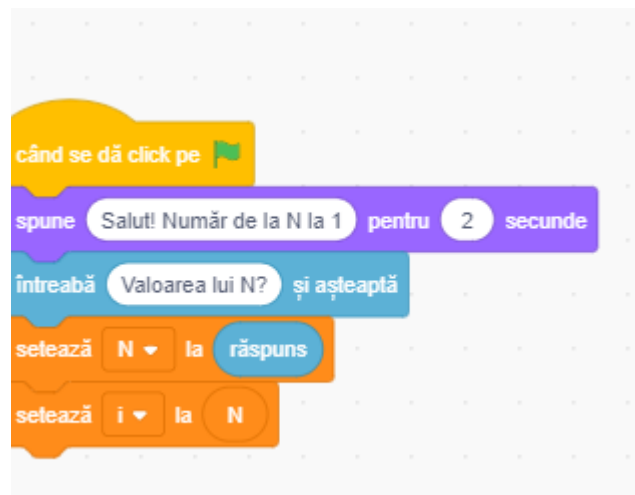 când se dă click pe
spune Salut! Număr de la N la 1 pentru 2 secunde
întreabă Valoarea lui N? și așteaptă
setează N la răspuns
setează i la N